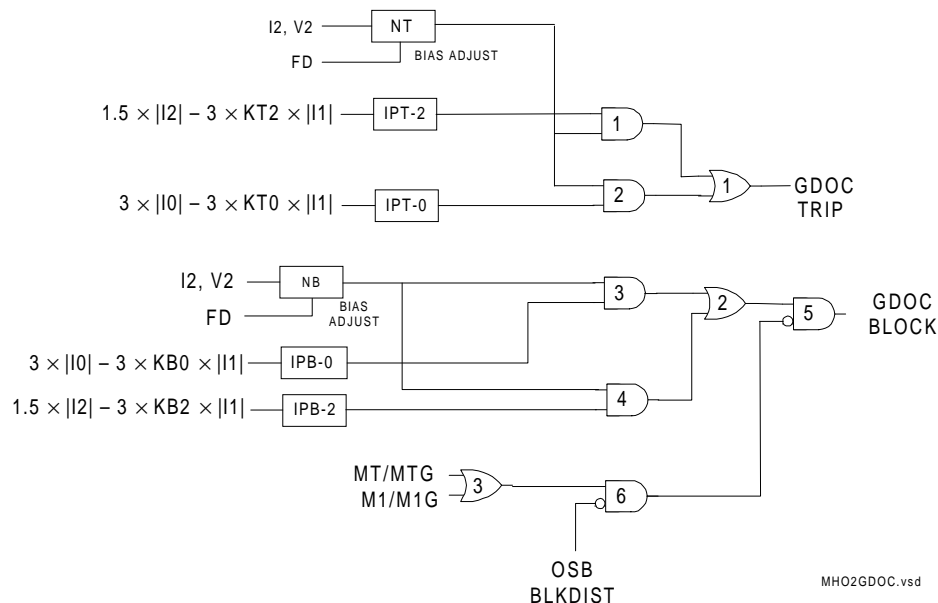 I2, V2
NT
FD
BIAS ADJUST
1.5 × |I2| – 3 × KT2 × |I1|
IPT-2
1
3 × |I0| – 3 × KT0 × |I1|
IPT-0
2
1
GDOC
TRIP
I2, V2
NB
FD
BIAS
ADJUST
3
2
5
GDOC
BLOCK
3 × |I0| – 3 × KB0 × |I1|
IPB-0
1.5 × |I2| – 3 × KB2 × |I1|
IPB-2
4
MT/MTG
M1/M1G
3
6
OSB
BLKDIST
MHO2GDOC.vsd